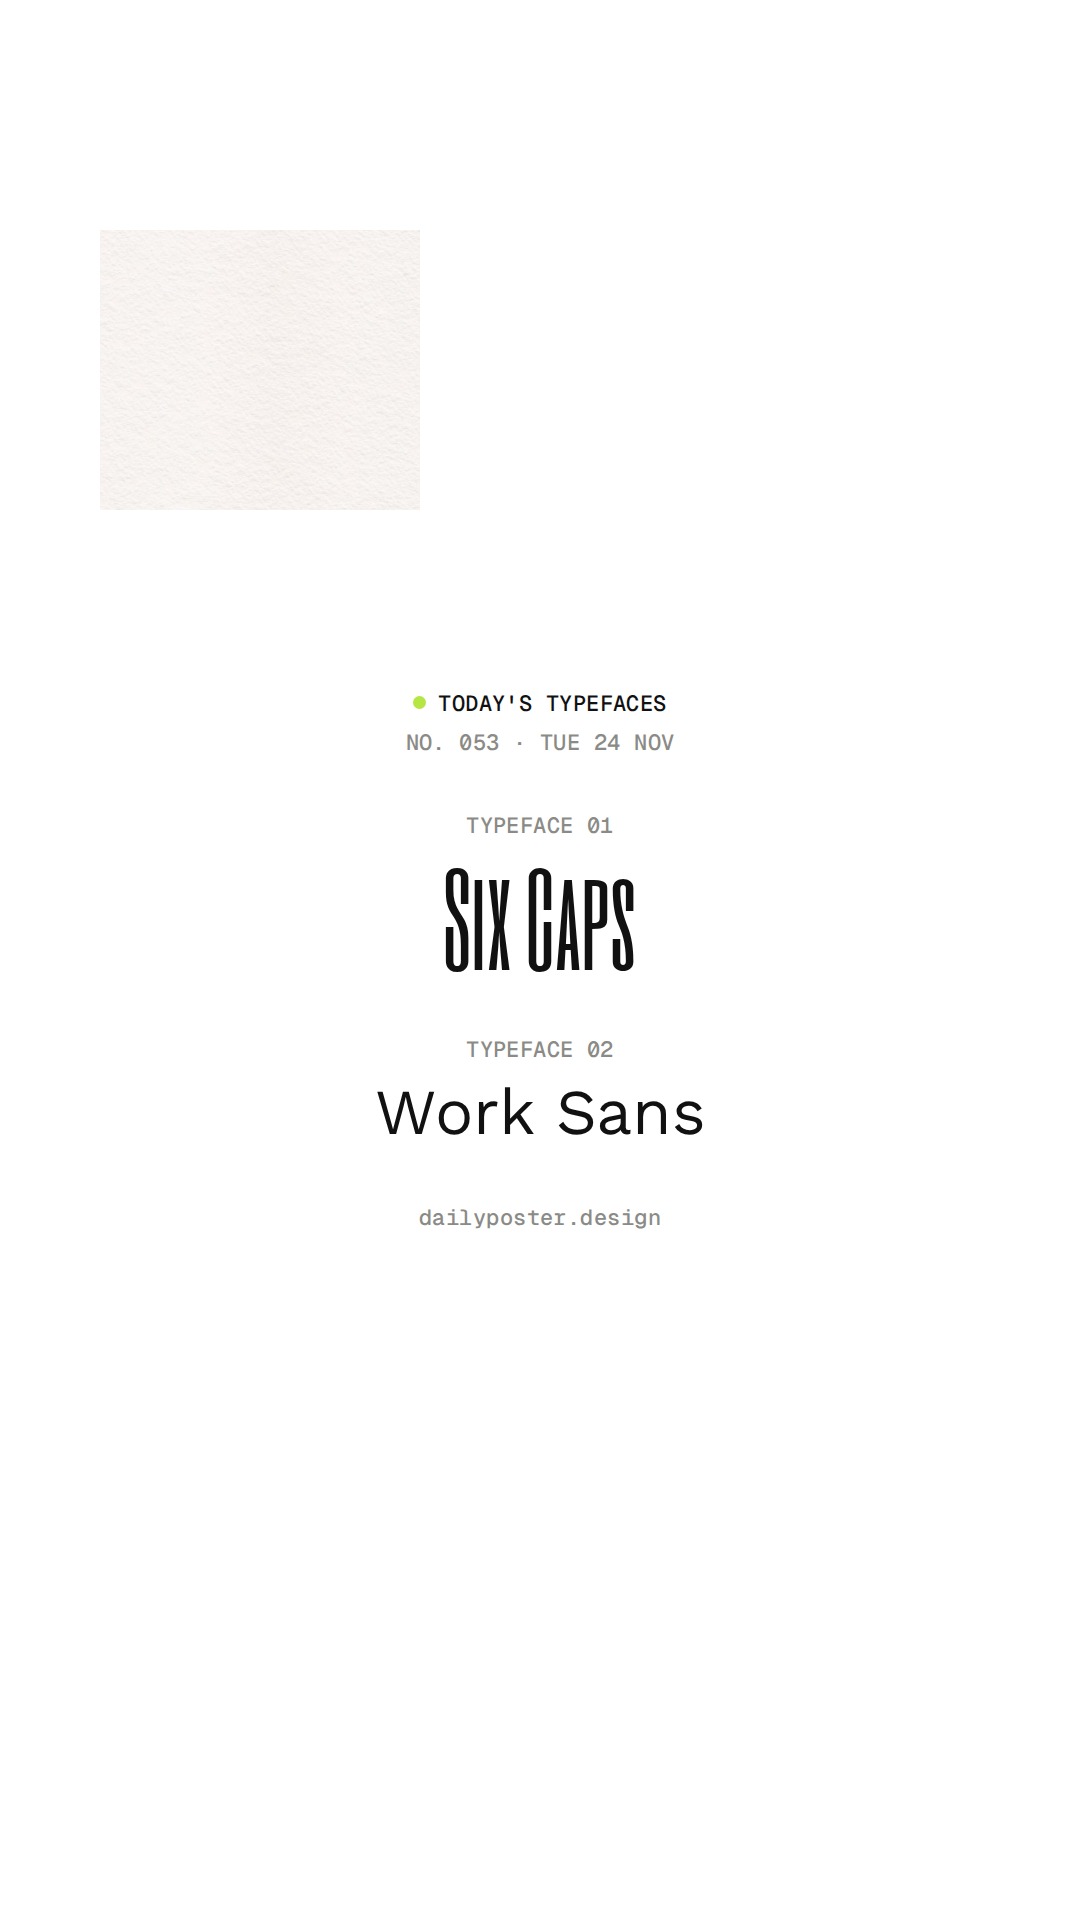 TODAY'S TYPEFACES
NO. 053 · TUE 24 NOV
TYPEFACE 01
Six Caps
TYPEFACE 02
Work Sans
dailyposter.design